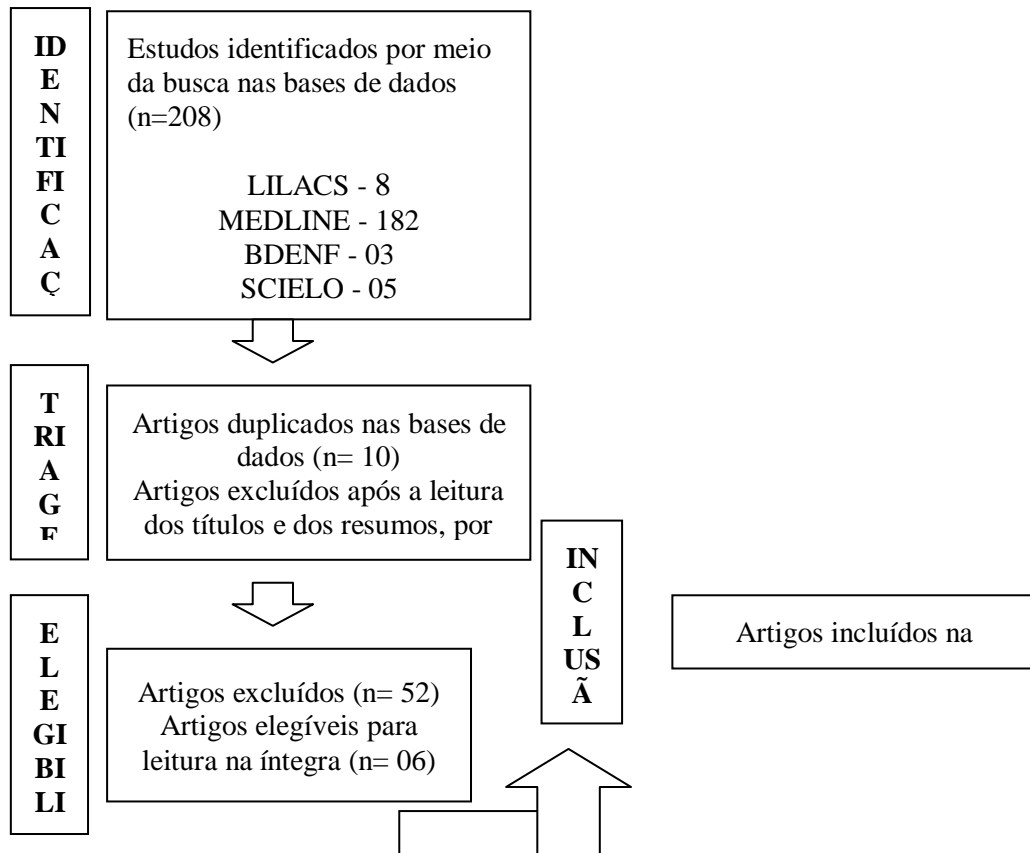 ID
E
N
TI
FI
C
A
Ç
Estudos identificados por meio
da busca nas bases de dados
(n=208)
LILACS - 8
MEDLINE - 182
BDENF - 03
SCIELO - 05
T
RI
A
G
E
Artigos duplicados nas bases de
dados (n= 10)
Artigos excluídos após a leitura
dos títulos e dos resumos, por
E
L
E
GI
BI
LI
Artigos excluídos (n= 52)
Artigos elegíveis para
leitura na íntegra (n= 06)
IN
C
L
US
Ã
Artigos incluídos na